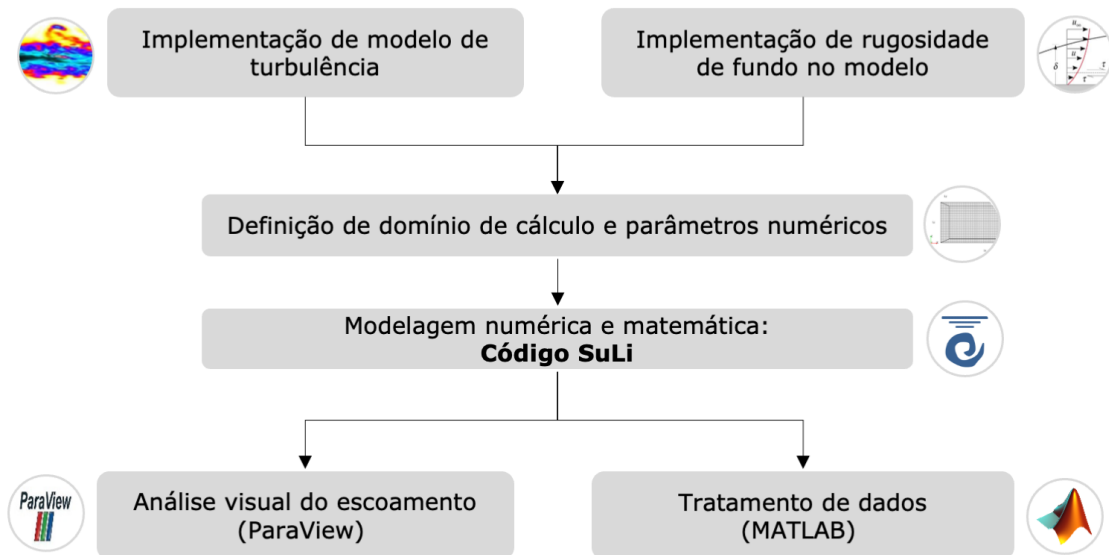 Implementação de modelo de
turbulência
Implementação de rugosidade
de fundo no modelo
Definição de domínio de cálculo e parâmetros numéricos
Modelagem numérica e matemática:
Código SuLi
ParaView
Análise visual do escoamento
(ParaView)
Tratamento de dados
(MATLAB)